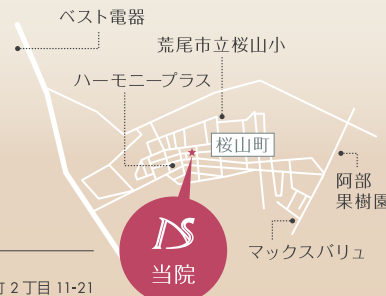 ベスト電器
荒尾市立桜山小
ハーモニープラス
桜山町
阿部
果樹園
マックスバリュ
当院
2丁目 11-21